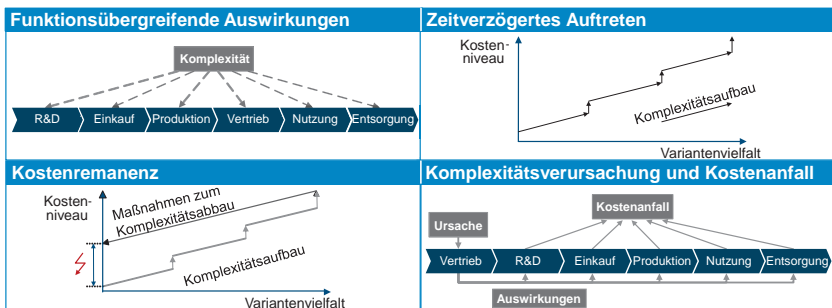 Funktionsübergreifende Auswirkungen
Komplexität
R&D
Einkauf
Produktion
Vertrieb
Nutzung
Entsorgung
Zeitverzögertes Auftreten
Kosten-
niveau
Komplexitätsaufbau
Variantenvielfalt
Kostenremanenz
Kosten-
niveau
Maßnahmen zum
Komplexitätsabbau
Komplexitätsaufbau
Variantenvielfalt
Komplexitätsverursachung und Kostenanfall
Kostenanfall
Ursache
Vertrieb
R&D
Einkauf
Produktion
Nutzung
Entsorgung
Auswirkungen